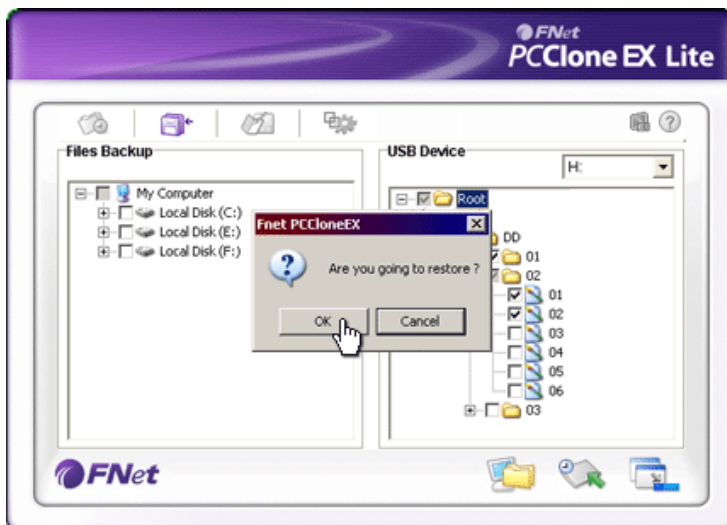 FNet
PCClone EX Lite
Files Backup
USB Device
H:
My Computer
Local Disk (C:)
Local Disk (E:)
Local Disk (F:)
Root
DD
01
02
01
02
03
04
05
06
03
Fnet PCCloneEX
Are you going to restore ?
OK
Cancel
FNet